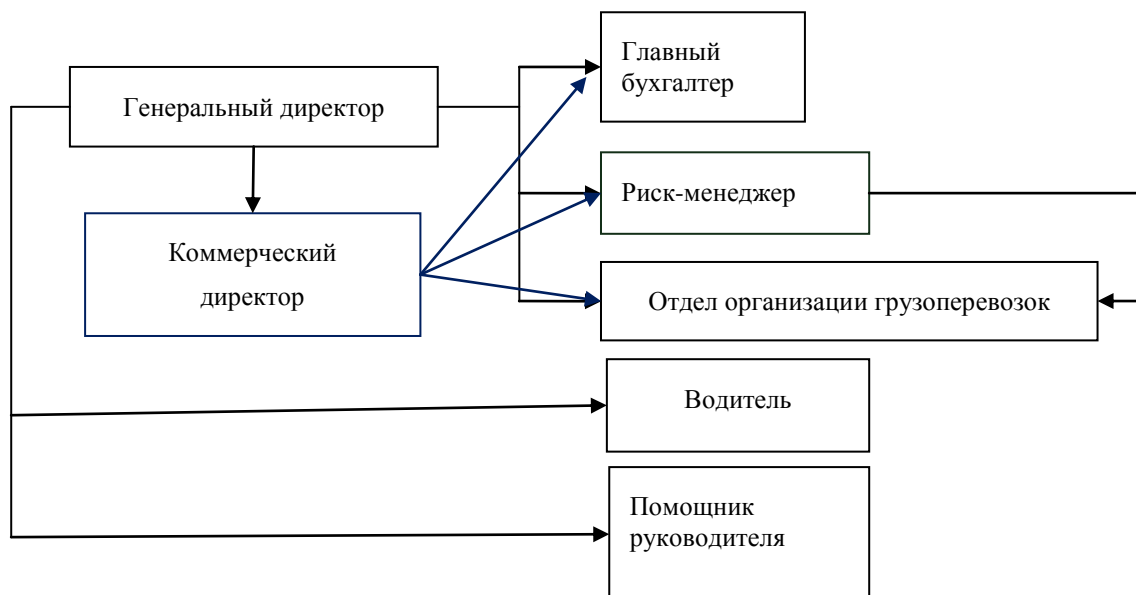 Главный
бухгалтер
Генеральный директор
Риск-менеджер
Коммерческий
директор
Отдел организации грузоперевозок
Водитель
Помощник
руководителя